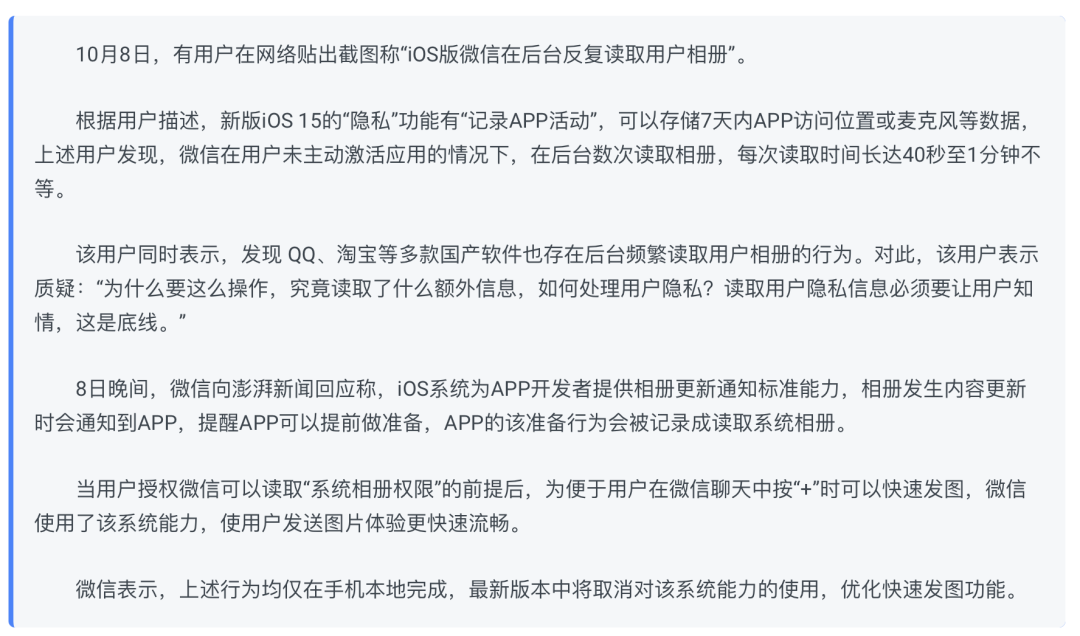 10月8日，有用户在网络贴出截图称“iOS版微信在后台反复读取用户相册”。
根据用户描述，新版iOS 15的“隐私”功能有“记录APP活动”，可以存储7天内APP访问位置或麦克风等数据，
上述用户发现，微信在用户未主动激活应用的情况下，在后台数次读取相册，每次读取时间长达40秒至1分钟不
等。
该用户同时表示，发现 QQ、淘宝等多款国产软件也存在后台频繁读取用户相册的行为。对此，该用户表示
质疑：“为什么要这么操作，究竟读取了什么额外信息，如何处理用户隐私？读取用户隐私信息必须要让用户知
情，这是底线。”
8日晚间，微信向澎湃新闻回应称，iOS系统为APP开发者提供相册更新通知标准能力，相册发生内容更新
时会通知到APP，提醒APP可以提前做准备，APP的该准备行为会被记录成读取系统相册。
当用户授权微信可以读取“系统相册权限”的前提后，为便于用户在微信聊天中按“+”时可以快速发图，微信
使用了该系统能力，使用户发送图片体验更快速流畅。
微信表示，上述行为均仅在手机本地完成，最新版本中将取消对该系统能力的使用，优化快速发图功能。